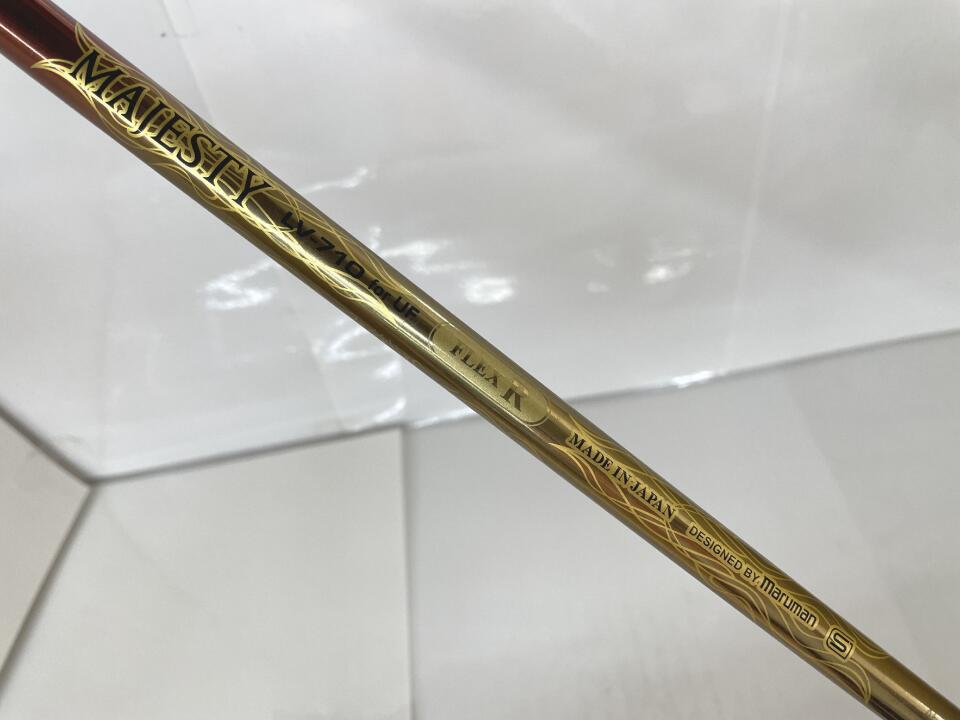 MAJESTY LV-710 for UF FLEX R MADE IN JAPAN DESIGNED BY maruman S